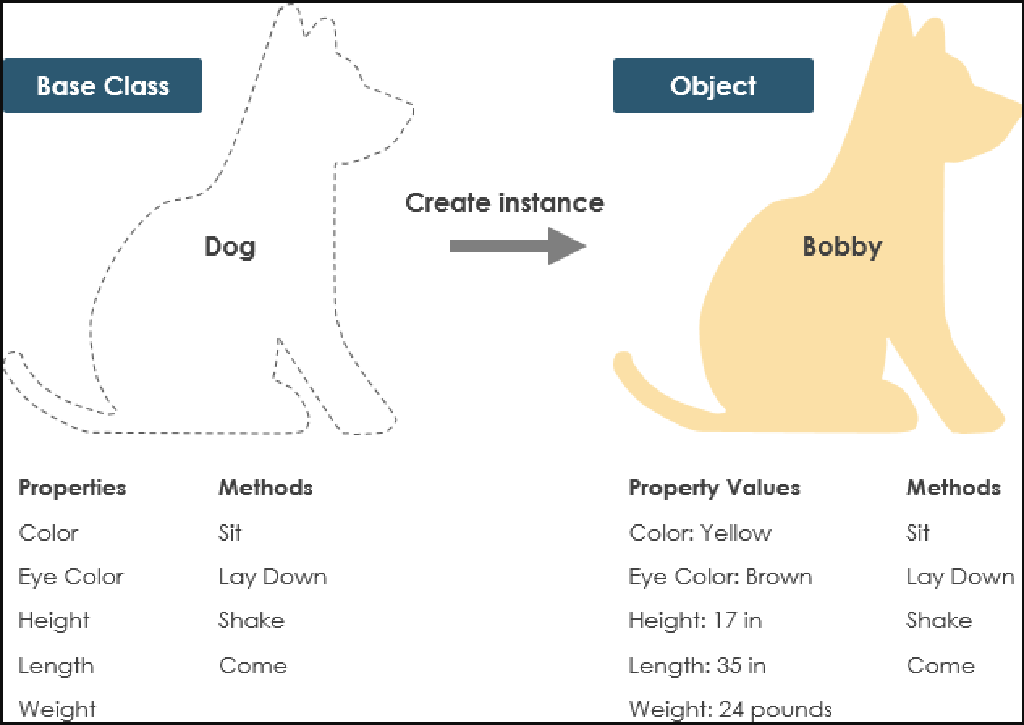 Base Class
Object
Create instance
Dog
Bobby
Properties
Methods
Color
Sit
Eye Color
Lay Down
Height
Shake
Length
Come
Weight
Property Values
Methods
Color: Yellow
Sit
Eye Color: Brown
Lay Down
Height: 17 in
Shake
Length: 35 in
Come
Weight: 24 pounds